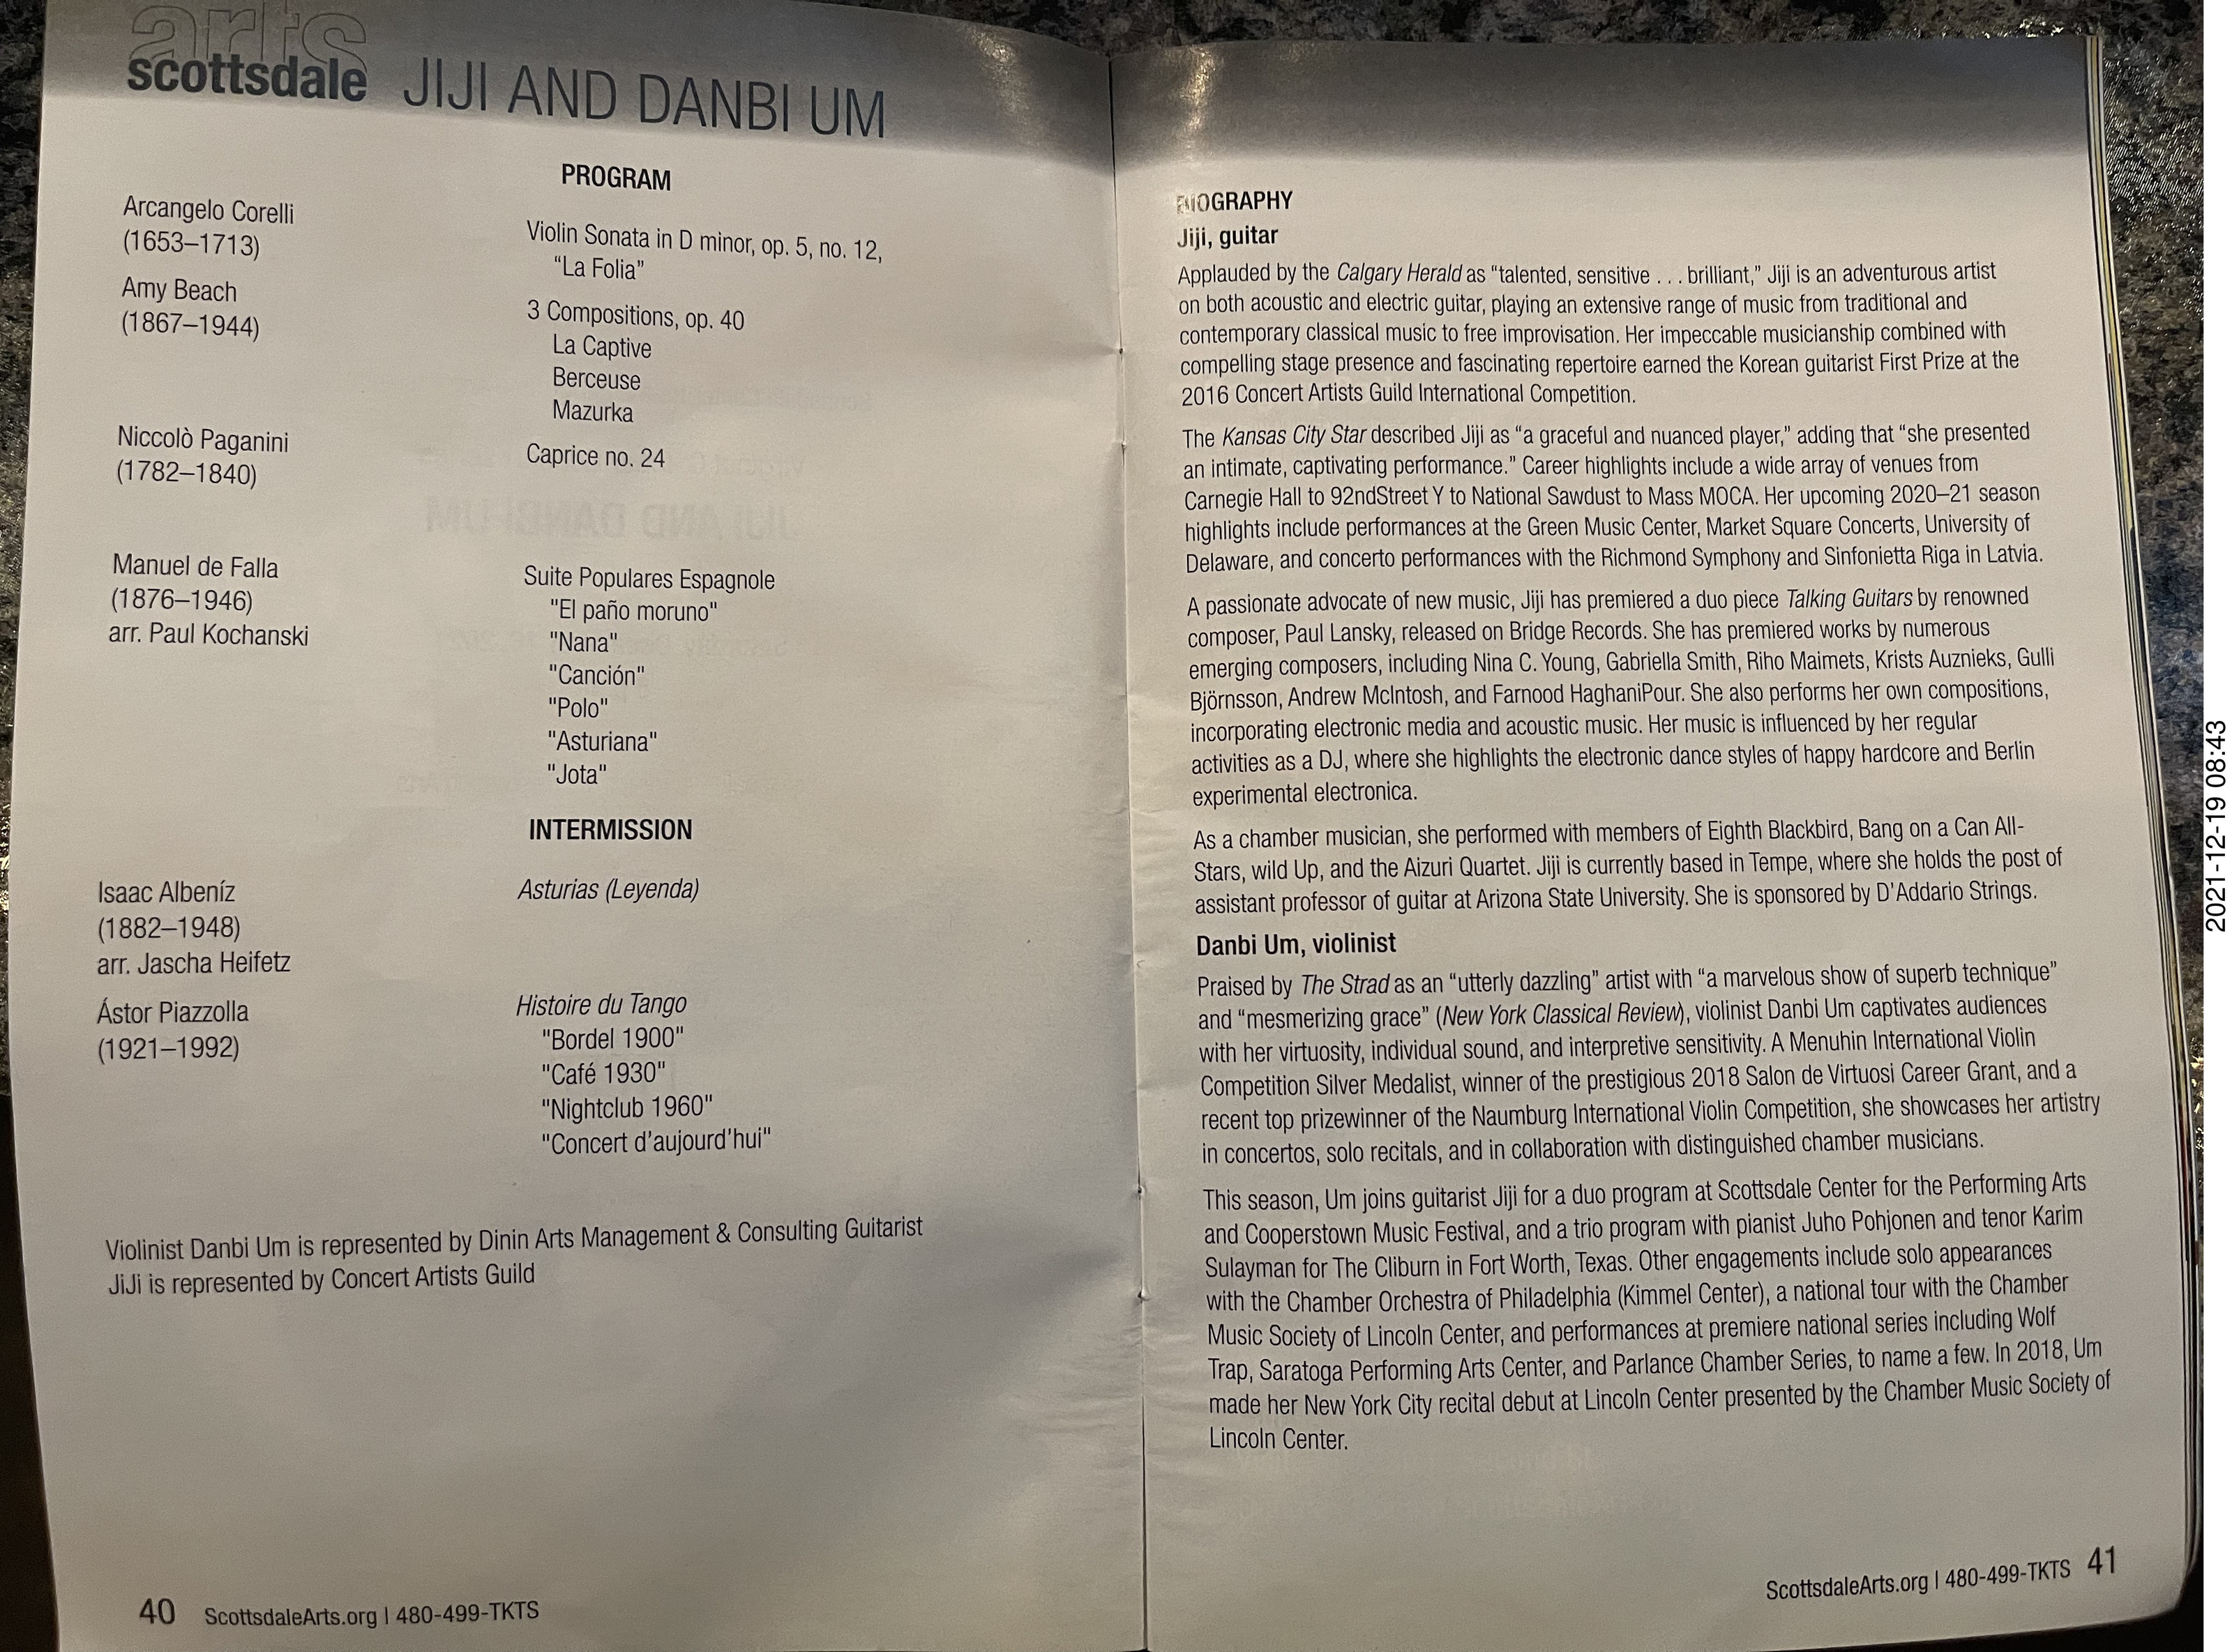 arts
scottsdale JIJI AND DANBI UM
PROGRAM
Arcangelo Corelli
(1653–1713)
Violin Sonata in D minor, op. 5, no. 12,
“La Folia”
Amy Beach
(1867–1944)
3 Compositions, op. 40
La Captive
Berceuse
Mazurka
Niccolò Paganini
(1782–1840)
Caprice no. 24
Manuel de Falla
(1876–1946)
arr. Paul Kochanski
Suite Populares Espagnole
"El paño moruno"
"Nana"
"Canción"
"Polo"
"Asturiana"
"Jota"
INTERMISSION
Isaac Albeníz
(1882–1948)
arr. Jascha Heifetz
Asturias (Leyenda)
Ástor Piazzolla
(1921–1992)
Histoire du Tango
"Bordel 1900"
"Café 1930"
"Nightclub 1960"
"Concert d’aujourd’hui"
Violinist Danbi Um is represented by Dinin Arts Management & Consulting Guitarist
JiJi is represented by Concert Artists Guild
40 ScottsdaleArts.org | 480-499-TKTS
BIOGRAPHY
Jiji, guitar
Applauded by the Calgary Herald as “talented, sensitive . . . brilliant,” Jiji is an adventurous artist
on both acoustic and electric guitar, playing an extensive range of music from traditional and
contemporary classical music to free improvisation. Her impeccable musicianship combined with
compelling stage presence and fascinating repertoire earned the Korean guitarist First Prize at the
2016 Concert Artists Guild International Competition.
The Kansas City Star described Jiji as “a graceful and nuanced player,” adding that “she presented
an intimate, captivating performance.” Career highlights include a wide array of venues from
Carnegie Hall to 92ndStreet Y to National Sawdust to Mass MOCA. Her upcoming 2020–21 season
highlights include performances at the Green Music Center, Market Square Concerts, University of
Delaware, and concerto performances with the Richmond Symphony and Sinfonietta Riga in Latvia.
A passionate advocate of new music, Jiji has premiered a duo piece Talking Guitars by renowned
composer, Paul Lansky, released on Bridge Records. She has premiered works by numerous
emerging composers, including Nina C. Young, Gabriella Smith, Riho Maimets, Krists Auznieks, Gulli
Björnsson, Andrew McIntosh, and Farnood HaghaniPour. She also performs her own compositions,
incorporating electronic media and acoustic music. Her music is influenced by her regular
activities as a DJ, where she highlights the electronic dance styles of happy hardcore and Berlin
experimental electronica.
As a chamber musician, she performed with members of Eighth Blackbird, Bang on a Can All-
Stars, wild Up, and the Aizuri Quartet. Jiji is currently based in Tempe, where she holds the post of
assistant professor of guitar at Arizona State University. She is sponsored by D’Addario Strings.
Danbi Um, violinist
Praised by The Strad as an “utterly dazzling” artist with “a marvelous show of superb technique”
and “mesmerizing grace” (New York Classical Review), violinist Danbi Um captivates audiences
with her virtuosity, individual sound, and interpretive sensitivity. A Menuhin International Violin
Competition Silver Medalist, winner of the prestigious 2018 Salon de Virtuosi Career Grant, and a
recent top prizewinner of the Naumburg International Violin Competition, she showcases her artistry
in concertos, solo recitals, and in collaboration with distinguished chamber musicians.
This season, Um joins guitarist Jiji for a duo program at Scottsdale Center for the Performing Arts
and Cooperstown Music Festival, and a trio program with pianist Juho Pohjonen and tenor Karim
Sulayman for The Cliburn in Fort Worth, Texas. Other engagements include solo appearances
with the Chamber Orchestra of Philadelphia (Kimmel Center), a national tour with the Chamber
Music Society of Lincoln Center, and performances at premiere national series including Wolf
Trap, Saratoga Performing Arts Center, and Parlance Chamber Series, to name a few. In 2018, Um
made her New York City recital debut at Lincoln Center presented by the Chamber Music Society of
Lincoln Center.
ScottsdaleArts.org | 480-499-TKTS 41
2021-12-19 08:43